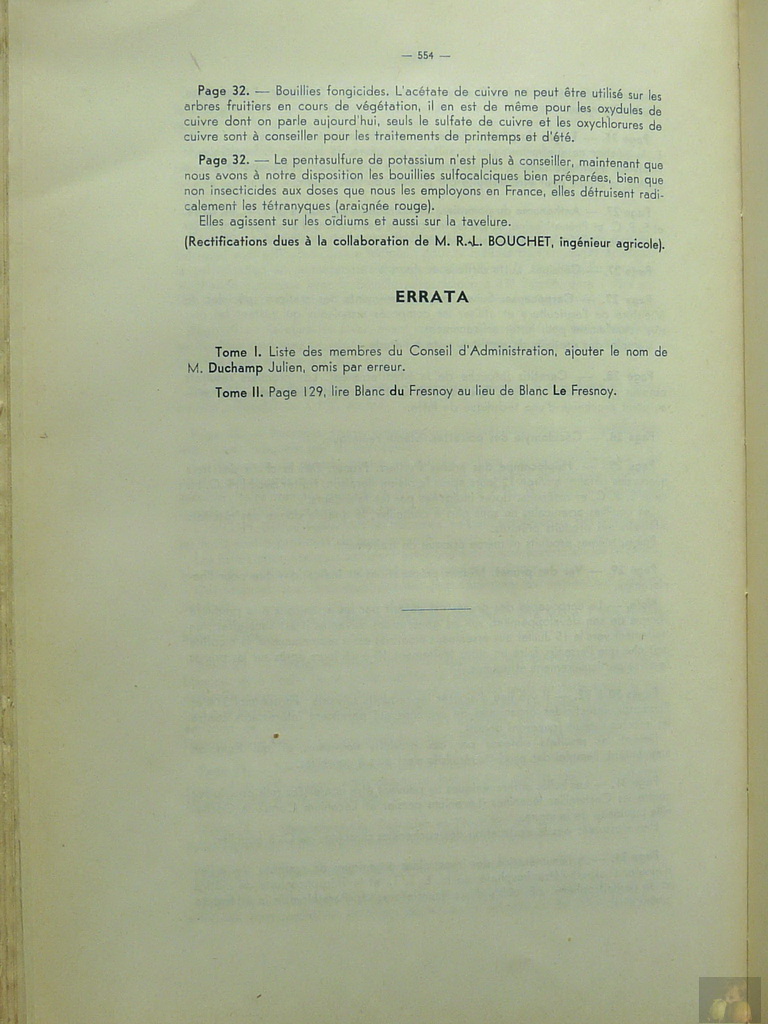 — 554 —
Page 32. — Bouillies fongicides. L'acétate de cuivre ne peut être utilisé sur les
arbres fruitiers en cours de végétation, il en est de même pour les oxydules de
cuivre dont on parle aujourd'hui, seuls le sulfate de cuivre et les oxychlorures de
cuivre sont à conseiller pour les traitements de printemps et d'été.
Page 32. — Le pentasulfure de potassium n'est plus à conseiller, maintenant que
nous avons à notre disposition les bouillies sulfocalciques bien préparées, bien que
non insecticides aux doses que nous les employons en France, elles détruisent radi-
calement les tétranyques (araignée rouge).
Elles agissent sur les oïdiums et aussi sur la tavelure.
(Rectifications dues à la collaboration de M. R.-L. BOUCHET, ingénieur agricole).
ERRATA
Tome I. Liste des membres du Conseil d'Administration, ajouter le nom de
M. Duchamp Julien, omis par erreur.
Tome II. Page 129, lire Blanc du Fresnoy au lieu de Blanc Le Fresnoy.